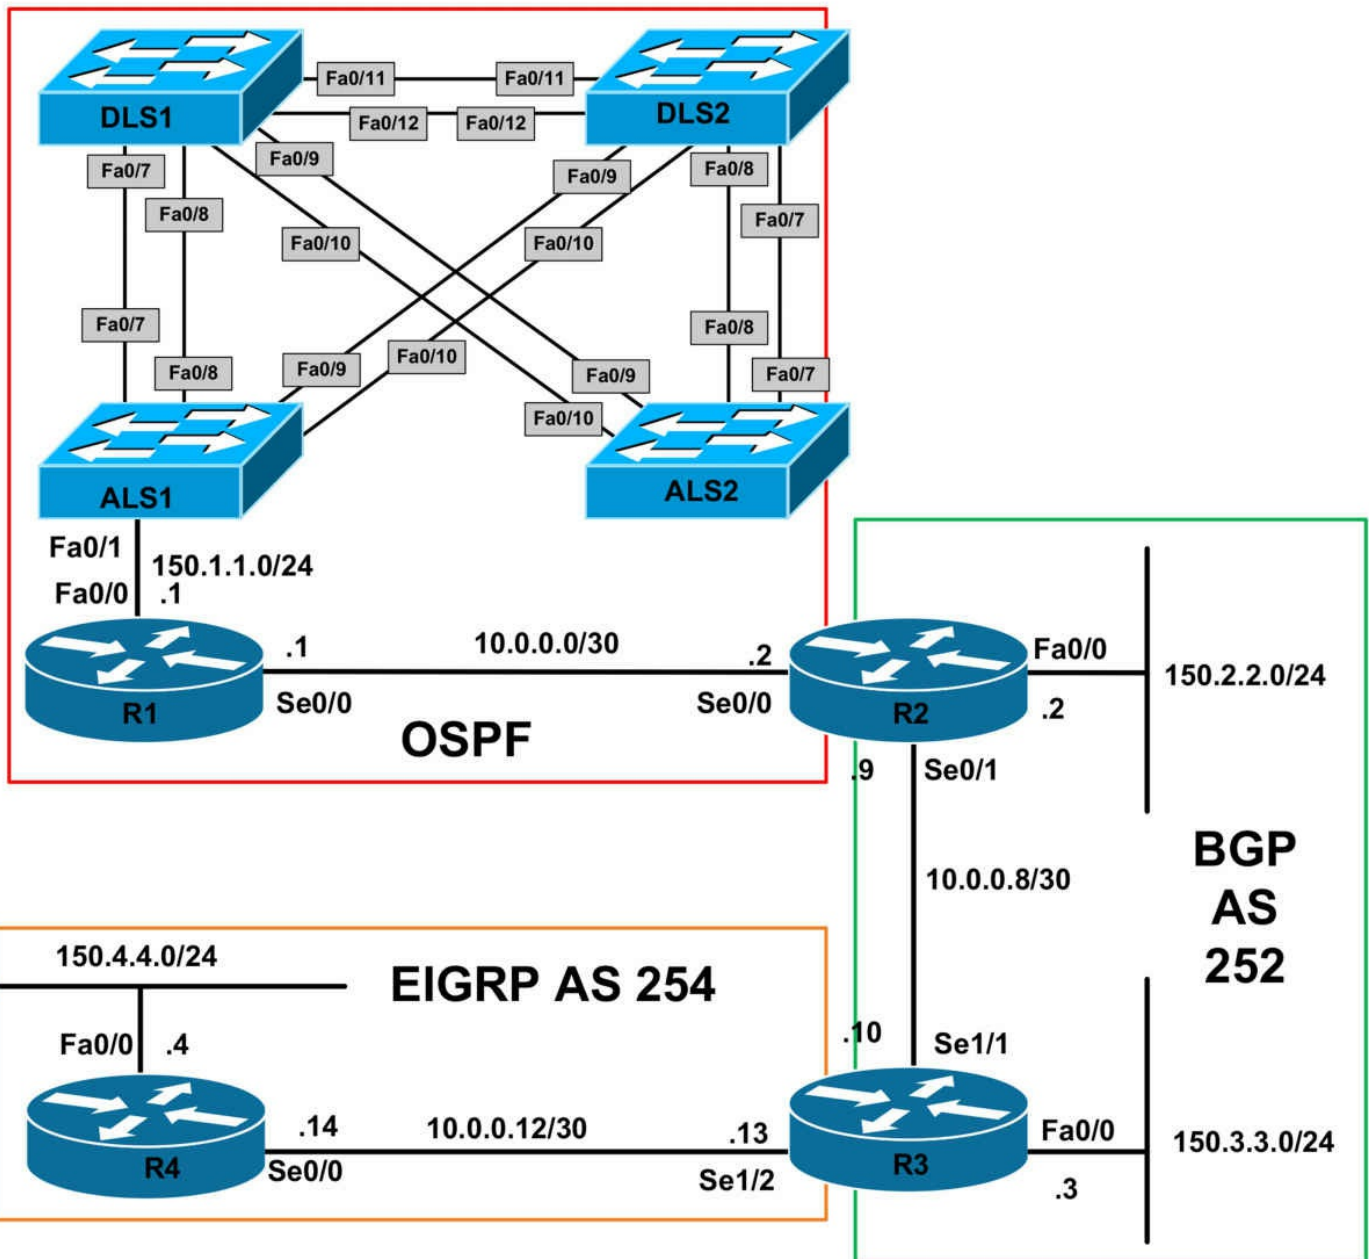 DLS1
Fa0/11
Fa0/11
DLS2
Fa0/12
Fa0/12
Fa0/7
Fa0/9
Fa0/9
Fa0/8
Fa0/8
Fa0/7
Fa0/10
Fa0/10
Fa0/7
Fa0/8
Fa0/10
Fa0/8
Fa0/9
Fa0/9
Fa0/7
Fa0/10
ALS1
ALS2
Fa0/1
150.1.1.0/24
Fa0/0
.1
.1
10.0.0.0/30
.2
Fa0/0
150.2.2.0/24
R1
Se0/0
Se0/0
R2
.2
OSPF
.9
Se0/1
BGP
AS
252
10.0.0.8/30
150.4.4.0/24
EIGRP AS 254
.10
Se1/1
Fa0/0
.4
.14
10.0.0.12/30
.13
Fa0/0
150.3.3.0/24
R4
Se0/0
Se1/2
R3
.3